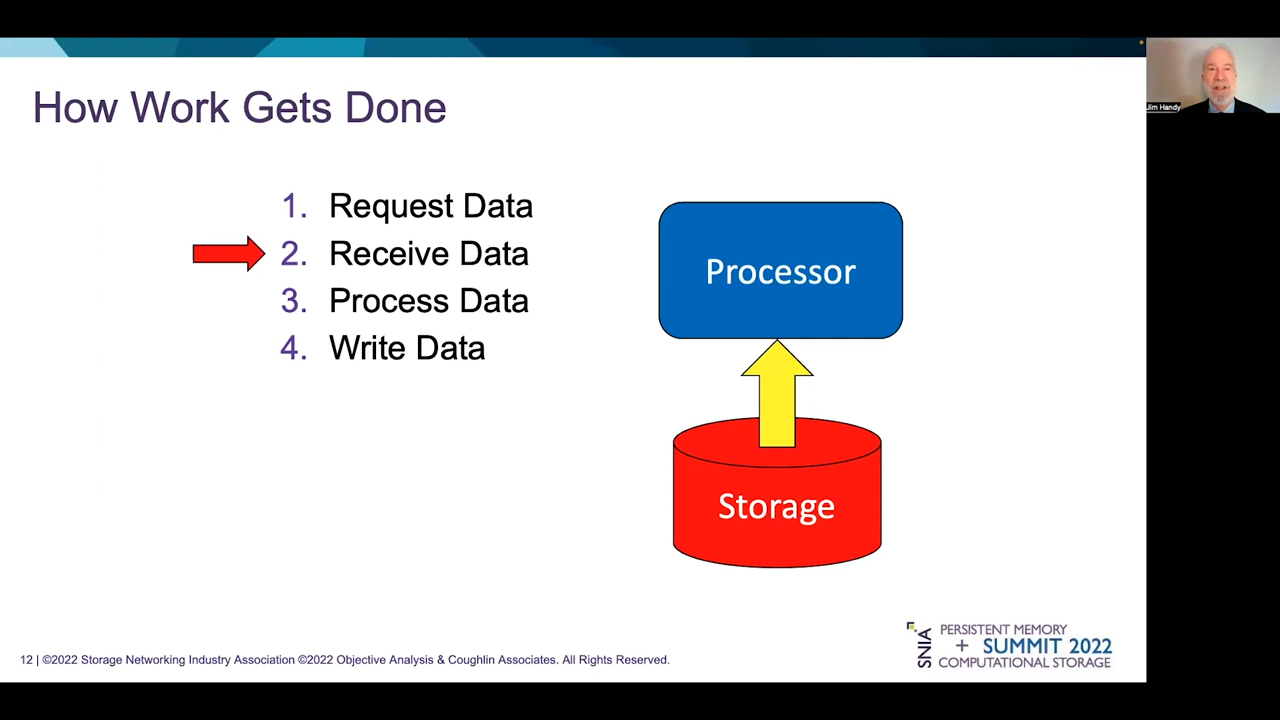 How Work Gets Done
1. Request Data
2. Receive Data
3. Process Data
4. Write Data
Processor
Storage
Jim Handy
12 | ©2022 Storage Networking Industry Association ©2022 Objective Analysis & Coughlin Associates. All Rights Reserved.
SNIA
PERSISTENT MEMORY
+ SUMMIT 2022
COMPUTATIONAL STORAGE